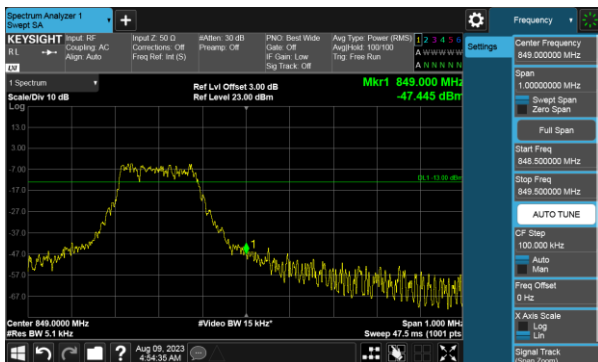 Spectrum Analyzer 1
Swept SA
Frequency
KEYSIGHT
RL
Input: RF
Coupling: AC
Align: Auto
Input Z: 50 Ω
Corrections: Off
Freq Ref: Int (S)
#Atten: 30 dB
Preamp: Off
PNO: Best Wide
Gate: Off
IF Gain: Low
Sig Track: Off
Avg Type: Power (RMS)
Avg|Hold: 100/100
Trig: Free Run
1 2 3 4 5 6
A W W W W W
A N N N N N
Settings
1 Spectrum
Scale/Div 10 dB
Log
Ref Lvl Offset 3.00 dB
Ref Level 23.00 dBm
Mkr1 849.000 MHz
-47.445 dBm
13.0
3.00
-7.00
-17.0
-27.0
-37.0
-47.0
-57.0
-67.0
DL1 -13.00 dBm
1
Center 849.0000 MHz
#Res BW 5.1 kHz
#Video BW 15 kHz*
Span 1.000 MHz
Sweep 47.5 ms (1001 pts)
Center Frequency
849.000000 MHz
Span
1.00000000 MHz
Swept Span
Zero Span
Full Span
Start Freq
848.500000 MHz
Stop Freq
849.500000 MHz
AUTO TUNE
CF Step
100.000 kHz
Auto
Man
Freq Offset
0 Hz
X Axis Scale
Log
Lin
Signal Track
(Span Zoom)
?
Aug 09, 2023
4:54:35 AM